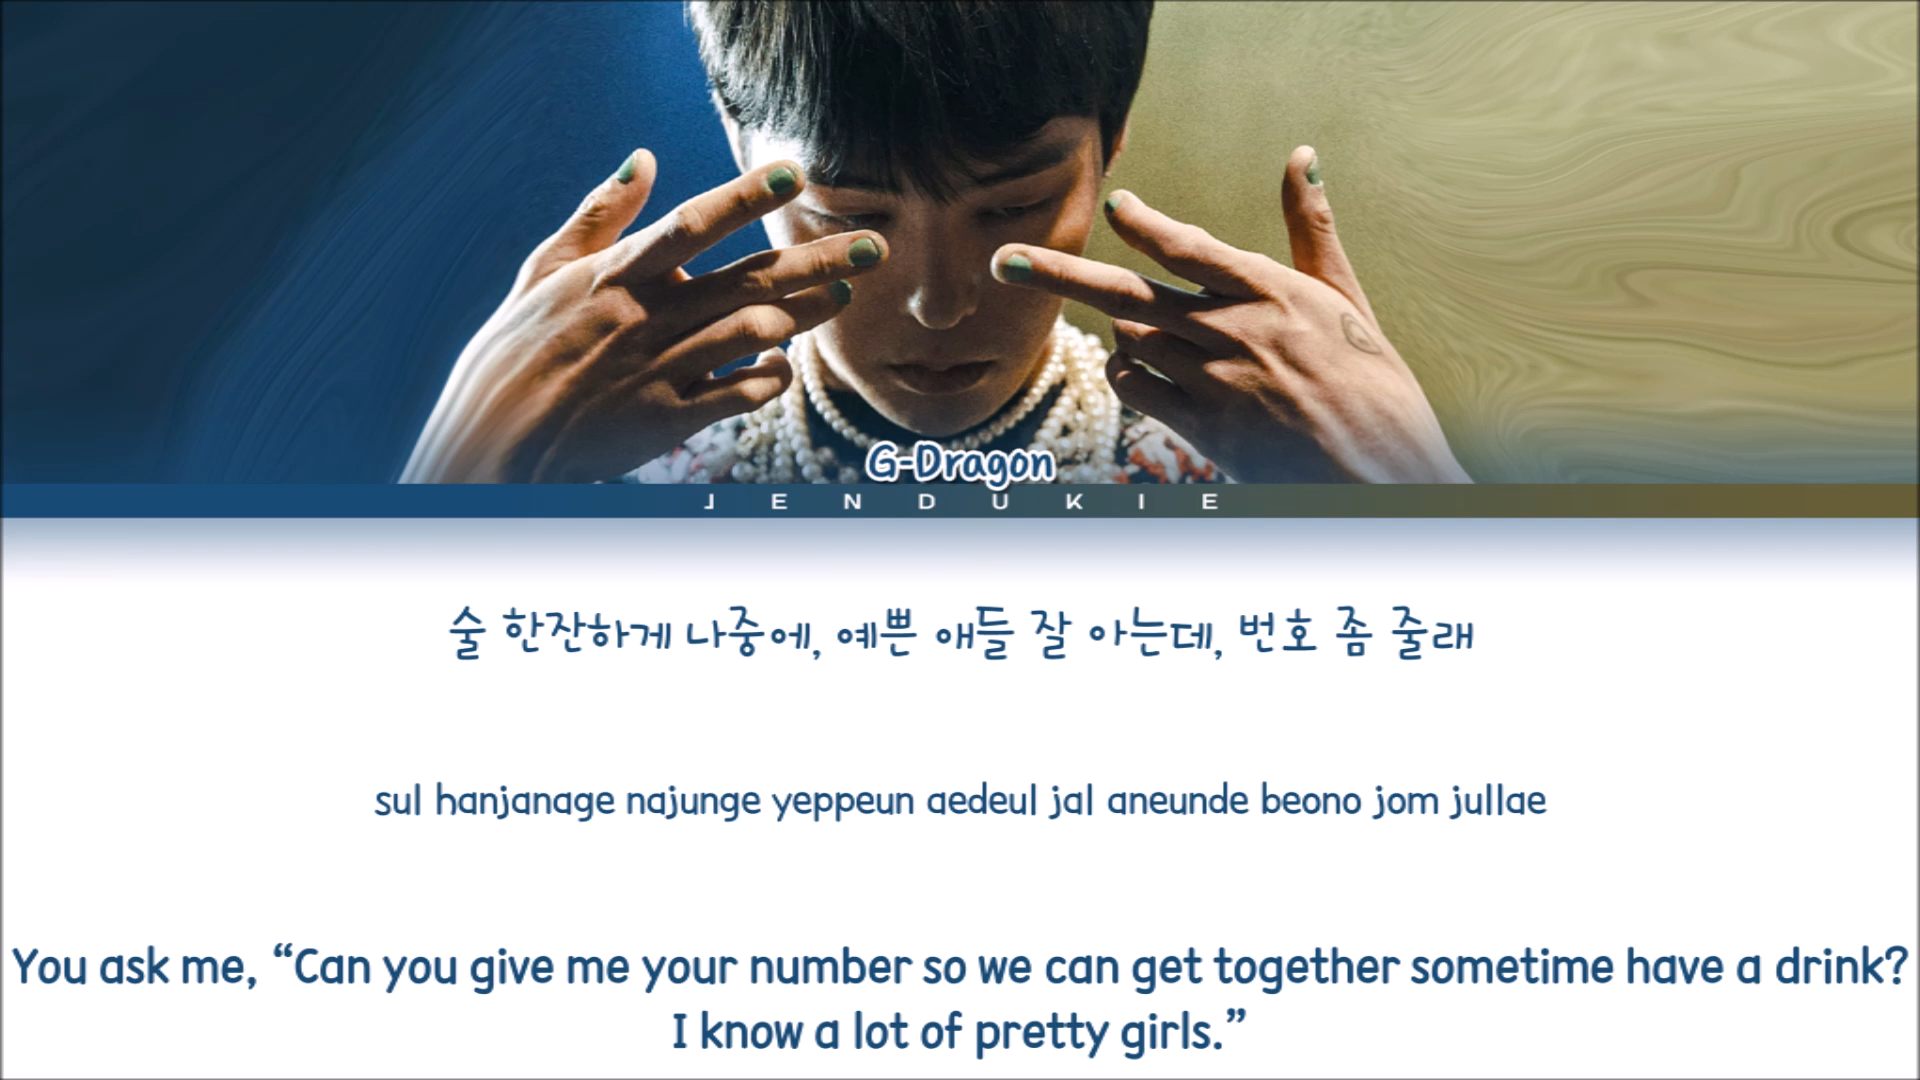 G-Dragon
JENDUKIE
술 한잔하게 나중에, 예쁜 애들 잘 아는데, 번호 좀 줄래
sul hanjanage najunge yeppeun aedeul jal aneunde beono jom jullae
You ask me, “Can you give me your number so we can get together sometime have a drink?
I know a lot of pretty girls.”